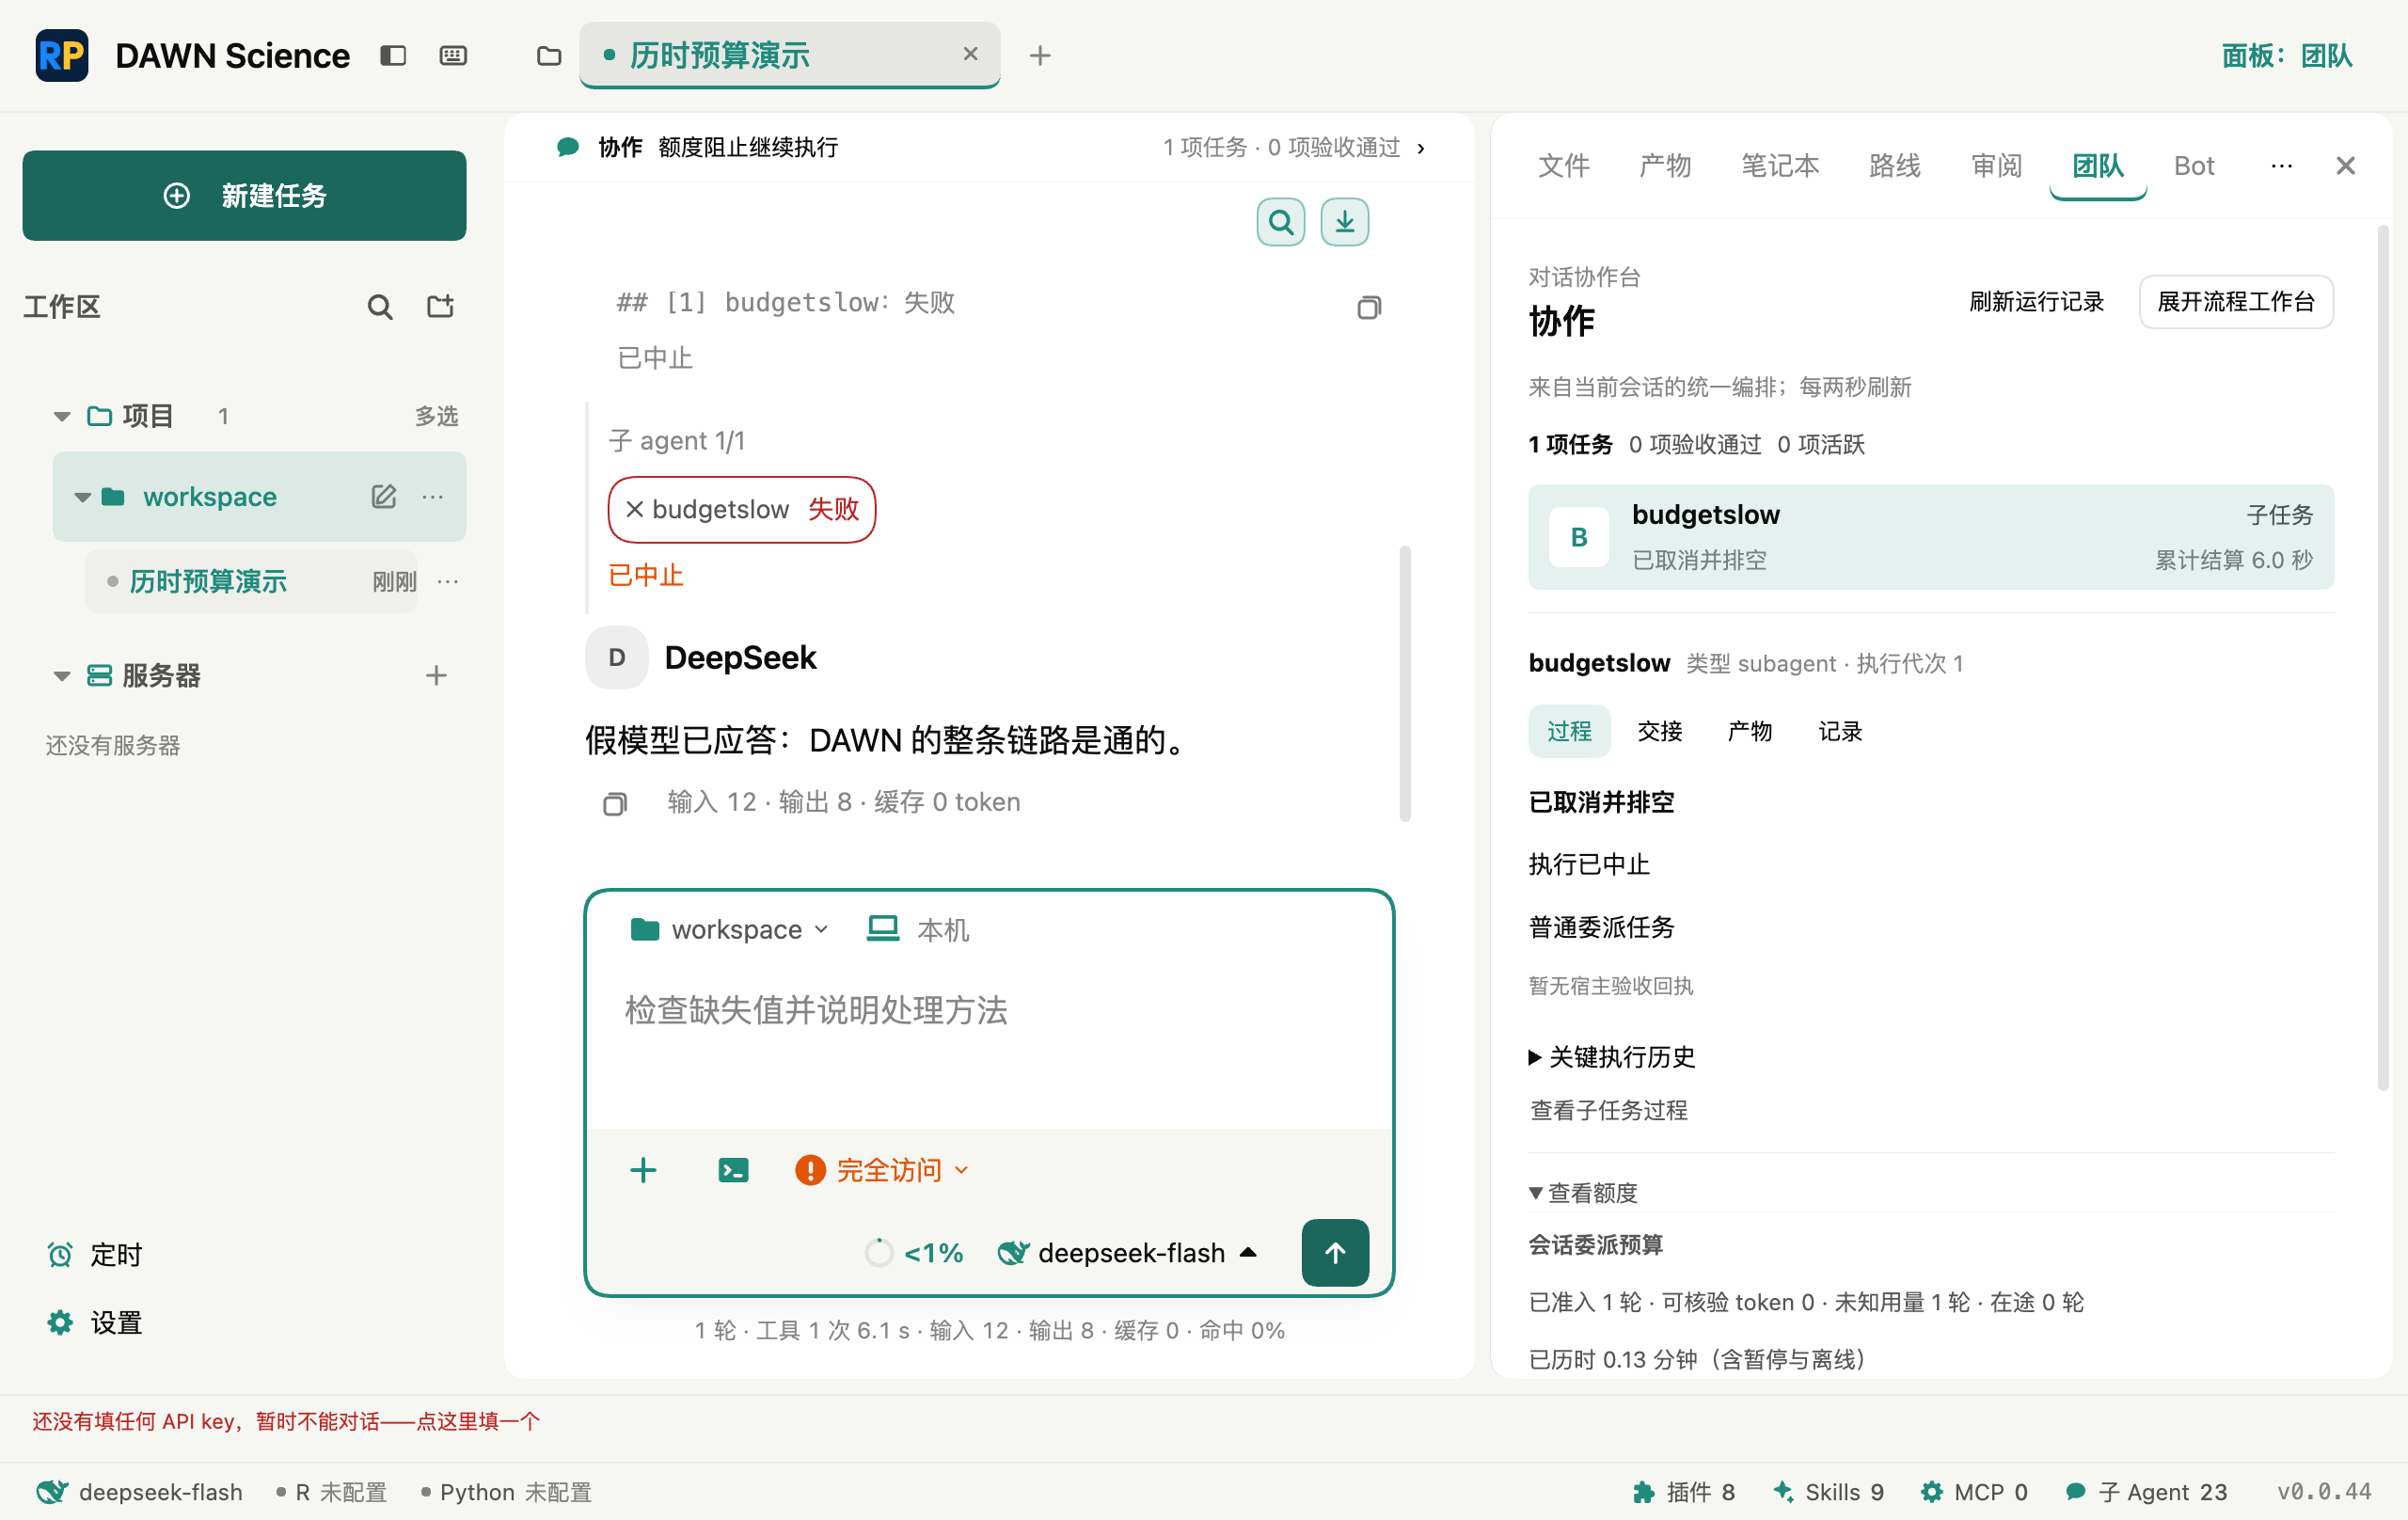 RP DAWN Science
历时预算演示
面板：团队
新建任务
工作区
项目 1 多选
workspace
历时预算演示 刚刚
服务器
还没有服务器
定时
设置
协作 额度阻止继续执行 1 项任务 · 0 项验收通过 ›
## [1] budgetslow：失败
已中止
子 agent 1/1
× budgetslow 失败
已中止
D DeepSeek
假模型已应答：DAWN 的整条链路是通的。
输入 12 · 输出 8 · 缓存 0 token
workspace 本机
检查缺失值并说明处理方法
完全访问
<1% deepseek-flash
1 轮 · 工具 1 次 6.1 s · 输入 12 · 输出 8 · 缓存 0 · 命中 0%
文件 产物 笔记本 路线 审阅 团队 Bot ···
对话协作台
协作
刷新运行记录 展开流程工作台
来自当前会话的统一编排；每两秒刷新
1 项任务 0 项验收通过 0 项活跃
B budgetslow 子任务
已取消并排空 累计结算 6.0 秒
budgetslow 类型 subagent · 执行代次 1
过程 交接 产物 记录
已取消并排空
执行已中止
普通委派任务
暂无宿主验收回执
关键执行历史
查看子任务过程
查看额度
会话委派预算
已准入 1 轮 · 可核验 token 0 · 未知用量 1 轮 · 在途 0 轮
已历时 0.13 分钟（含暂停与离线）
还没有填任何 API key，暂时不能对话——点这里填一个
deepseek-flash R 未配置 Python 未配置
插件 8 Skills 9 MCP 0 子 Agent 23 v0.0.44